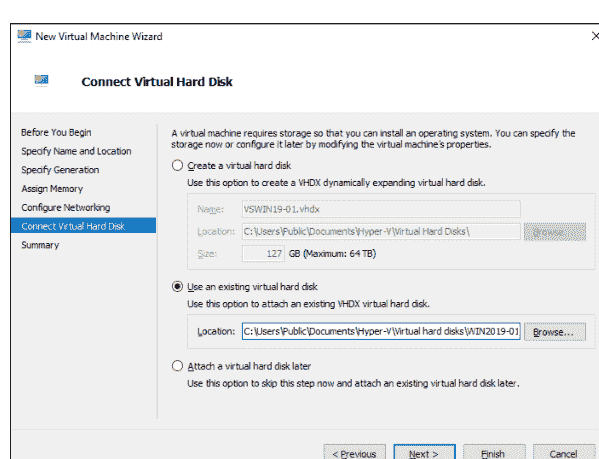 New Virtual Machine Wizard
Connect Virtual Hard Disk
Before You Begin
Specify Name and Location
Specify Generation
Assign Memory
Configure Networking
Connect Virtual Hard Disk
Summary
A virtual machine requires storage so that you can install an operating system. You can specify the
storage now or configure it later by modifying the virtual machine's properties.
Create a virtual hard disk
Use this option to create a VHDX dynamically expanding virtual hard disk.
Name: VSWIN19-01.vhdx
Location: C:\Users\Public\Documents\Hyper-V\Virtual Hard Disks\ Browse...
Size: 127 GB (Maximum: 64 TB)
Use an existing virtual hard disk
Use this option to attach an existing VHDX virtual hard disk.
Location: C:\Users\Public\Documents\Hyper-V\Virtual hard disks\WIN2019-01 Browse...
Attach a virtual hard disk later
Use this option to skip this step now and attach an existing virtual hard disk later.
< Previous Next > Finish Cancel